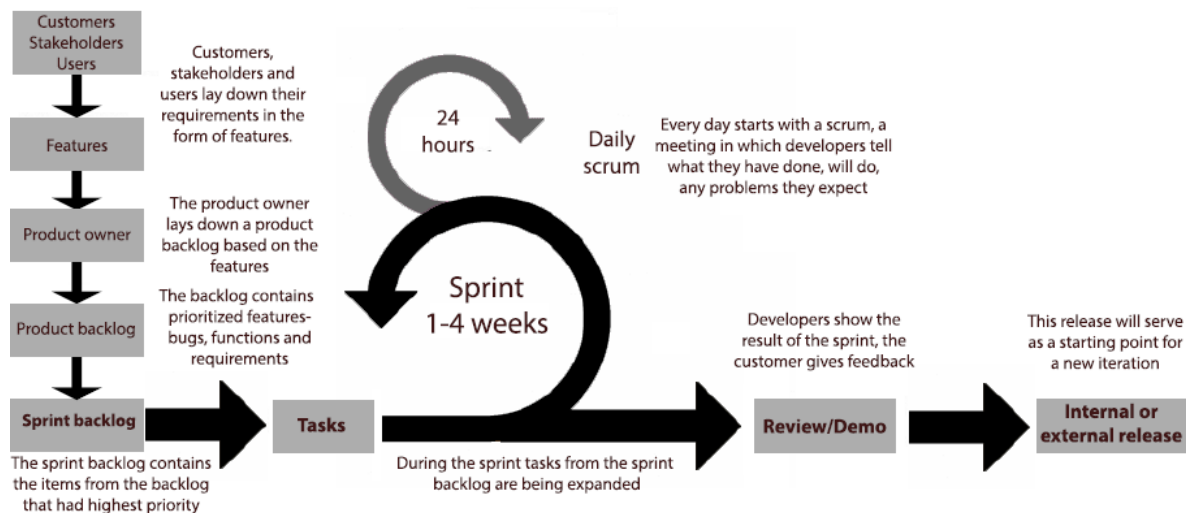 Customers
Stakeholders
Users
Customers,
stakeholders and
users lay down their
requirements in the
form of features.
Features
Product owner
The product owner
lays down a product
backlog based on the
features
Product backlog
The backlog contains
prioritized features-
bugs, functions and
requirements
Sprint backlog
The sprint backlog contains
the items from the backlog
that had highest priority
Tasks
24
hours
Daily
scrum
Every day starts with a scrum, a
meeting in which developers tell
what they have done, will do,
any problems they expect
Sprint
1-4 weeks
During the sprint tasks from the sprint
backlog are being expanded
Developers show the
result of the sprint, the
customer gives feedback
Review/Demo
This release will serve
as a starting point for
a new iteration
Internal or
external release